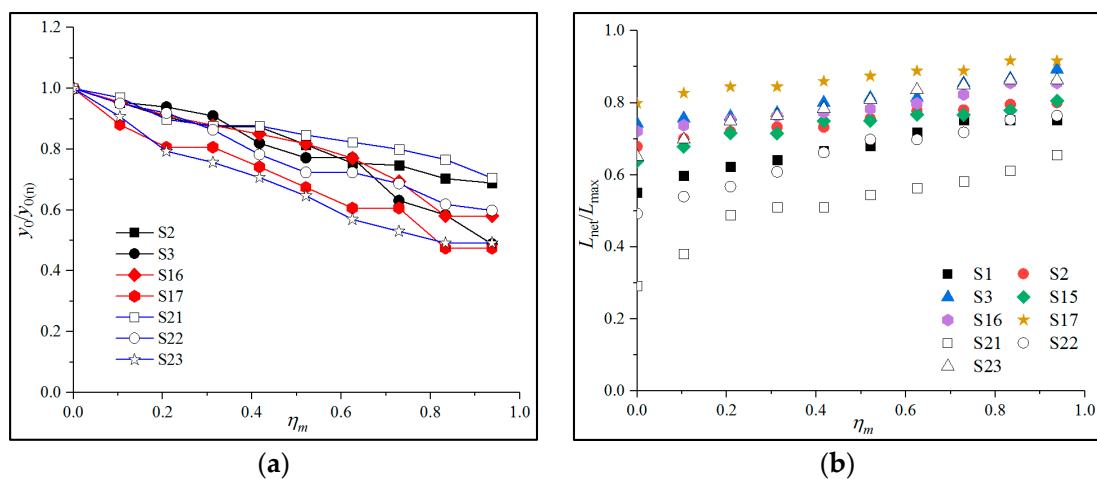 1.2
1.0
0.8
0.6
0.4
0.2
0.0
y0/y0(n)
S2
S3
S16
S17
S21
S22
S23
0.0 0.2 0.4 0.6 0.8 1.0
ηm
(a)
1.0
0.8
0.6
0.4
0.2
0.0
Lnet/Lmax
S1 S2
S3 S15
S16 S17
S21 S22
S23
0.0 0.2 0.4 0.6 0.8 1.0
ηm
(b)